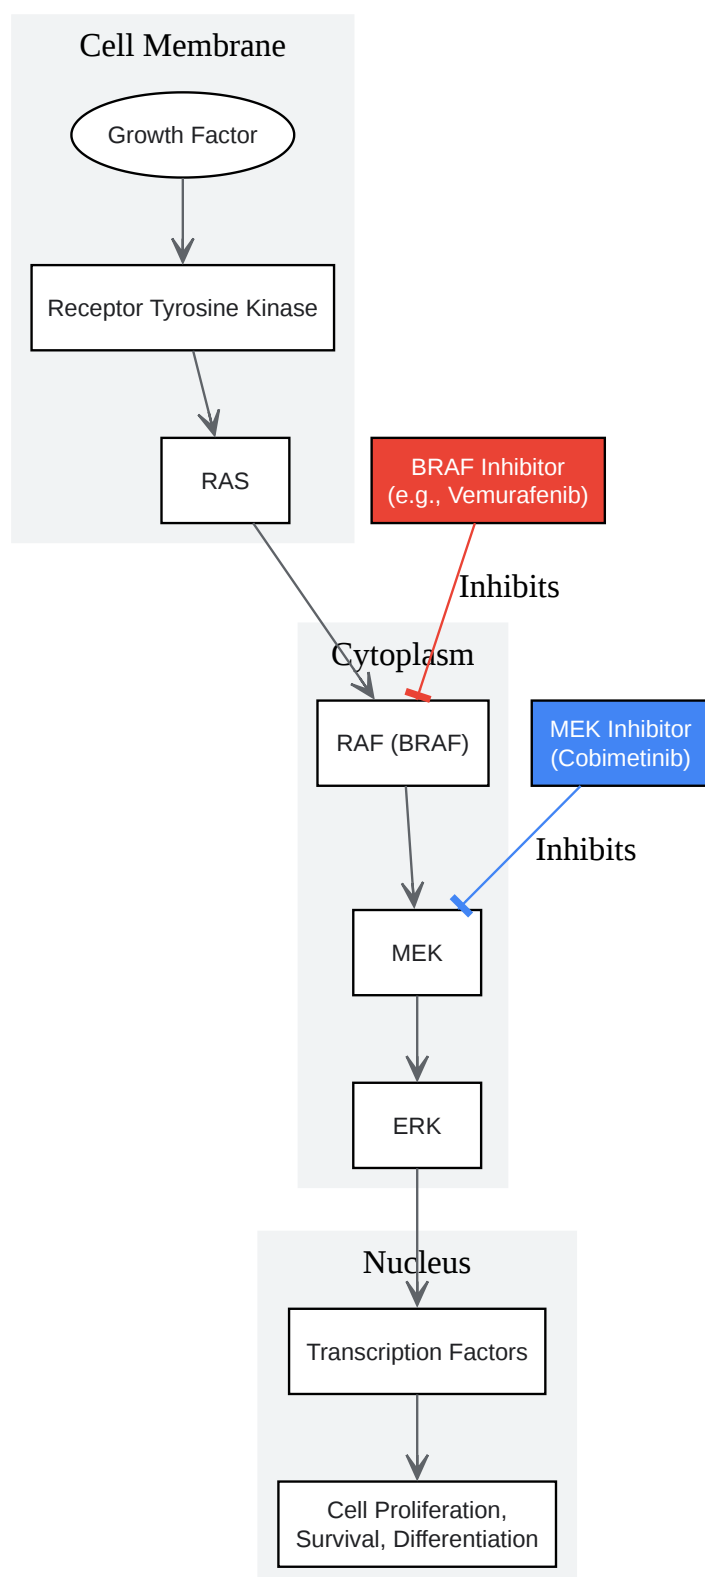 Cell Membrane
Growth Factor
Receptor Tyrosine Kinase
RAS
BRAF Inhibitor
(e.g., Vemurafenib)
Inhibits
Cytoplasm
RAF (BRAF)
MEK Inhibitor
(Cobimetinib)
Inhibits
MEK
ERK
Nucleus
Transcription Factors
Cell Proliferation,
Survival, Differentiation